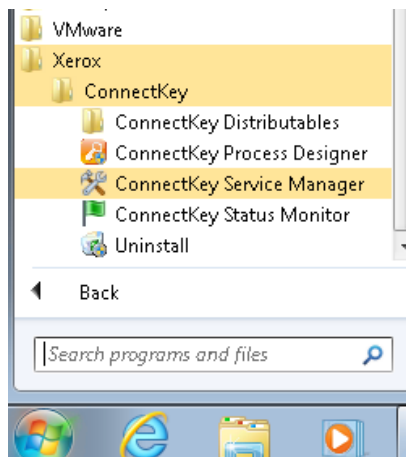 VMware
Xerox
ConnectKey
ConnectKey Distributables
ConnectKey Process Designer
ConnectKey Service Manager
ConnectKey Status Monitor
Uninstall
Back
Search programs and files